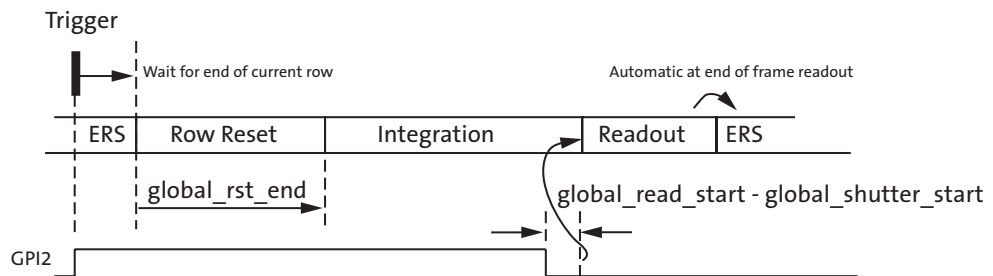 Trigger
Wait for end of current row
Automatic at end of frame readout
ERS Row Reset Integration Readout ERS
global_rst_end
global_read_start - global_shutter_start
GPI2